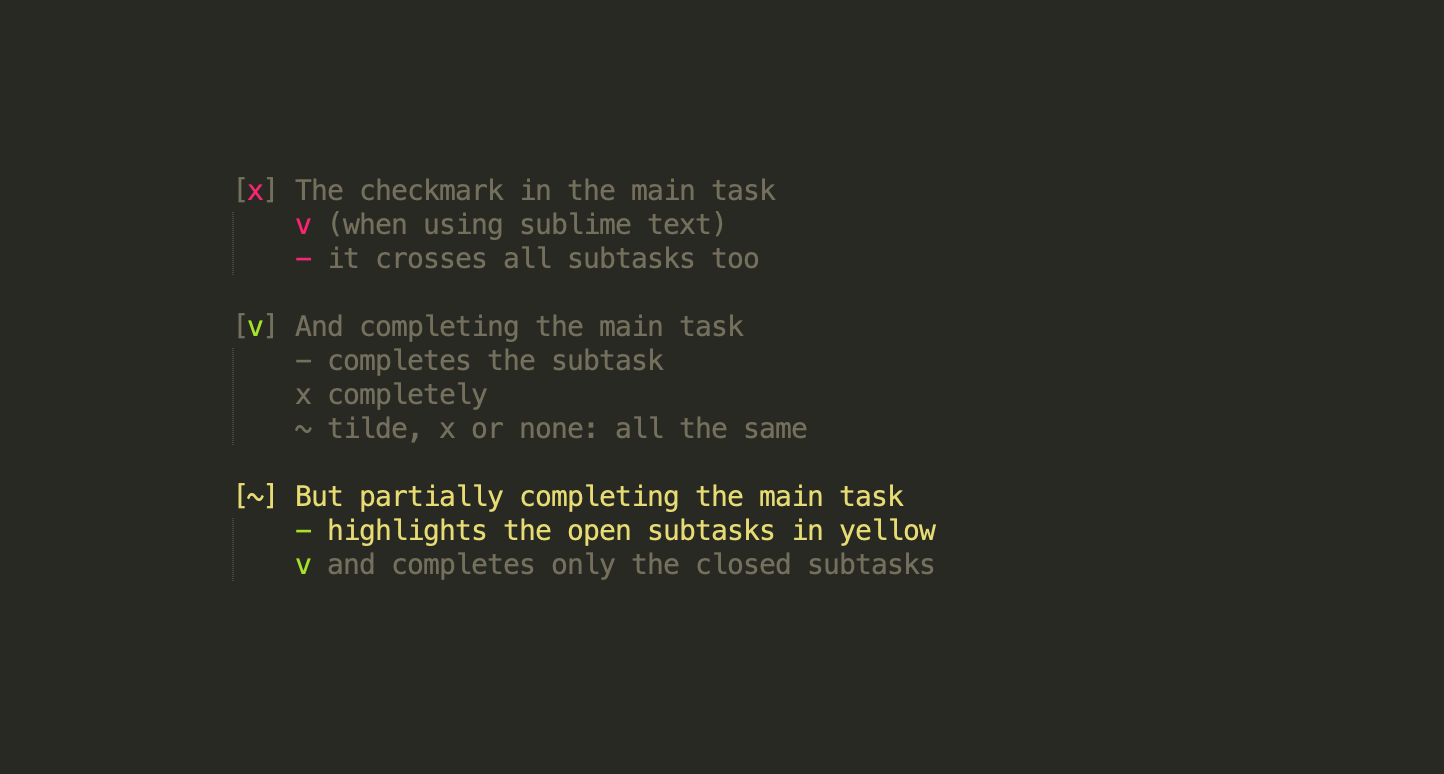 [x] The checkmark in the main task
v (when using sublime text)
– it crosses all subtasks too
[v] And completing the main task
– completes the subtask
x completely
~ tilde, x or none: all the same
[~] But partially completing the main task
– highlights the open subtasks in yellow
v and completes only the closed subtasks